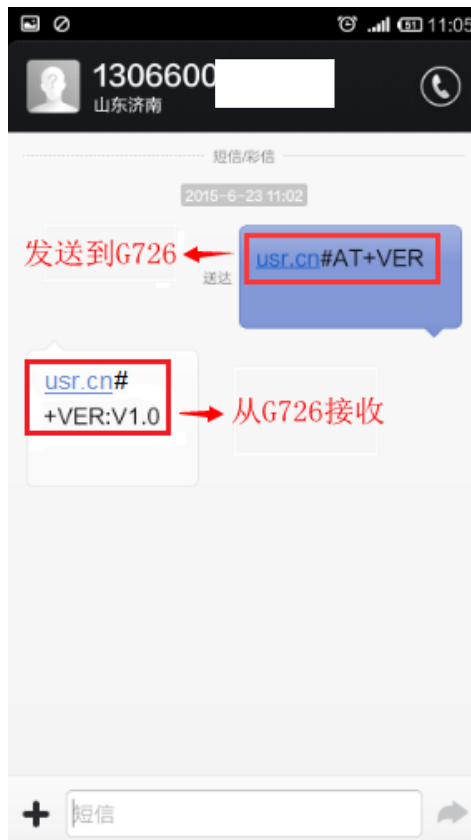 51 11:05
1306600
山东济南
短信/彩信
2015-6-23 11:02
发送到G726
usr.cn#AT+VER
送达
usr.cn#
+VER:V1.0
从G726接收
短信